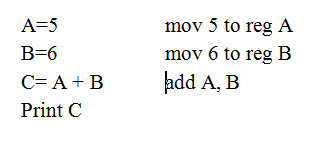 A=5 mov 5 to reg A
B=6 mov 6 to reg B
C= A + B add A, B
Print C